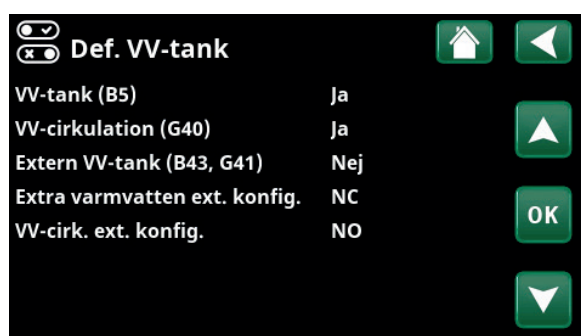 Def. VV-tank
VV-tank (B5) Ja
VV-cirkulation (G40) Ja
Extern VV-tank (B43, G41) Nej
Extra varmvatten ext. konfig. NC
VV-cirk. ext. konfig. NO
OK